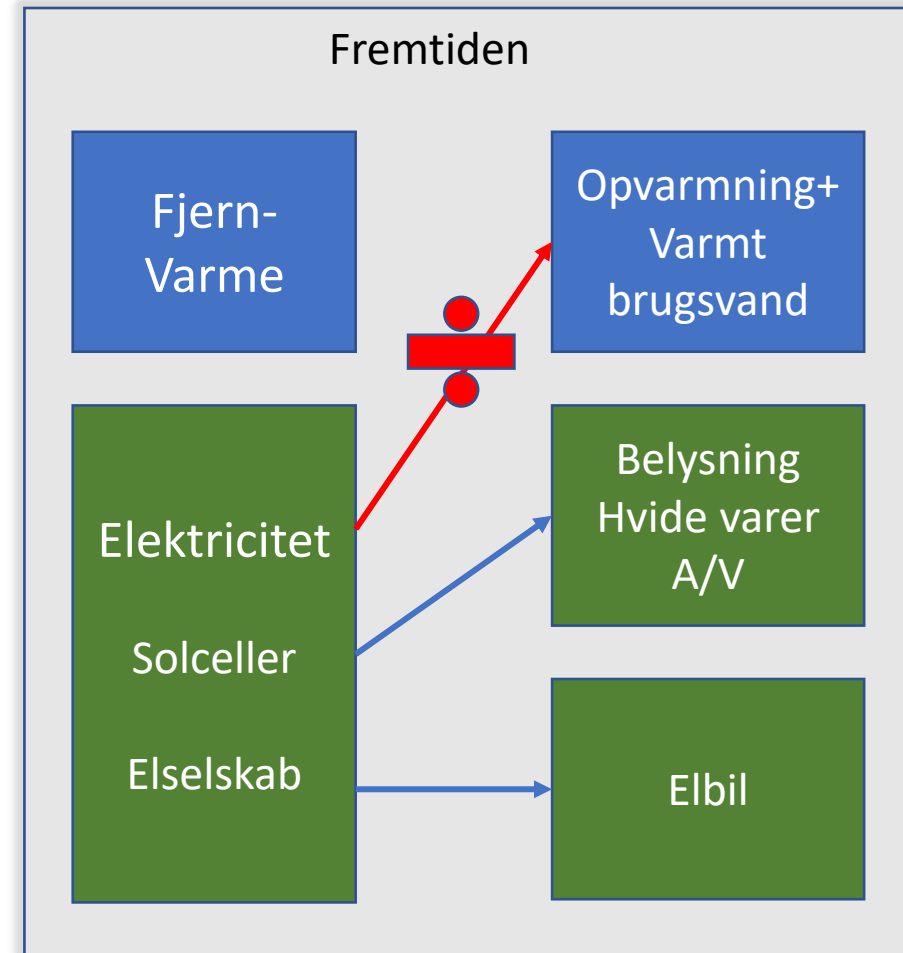 Fremtiden
Fjern-
Varme
Opvarmning+
Varmt
brugsvand
Elektricitet
Solceller
Elselskab
Belysning
Hvide varer
A/V
Elbil